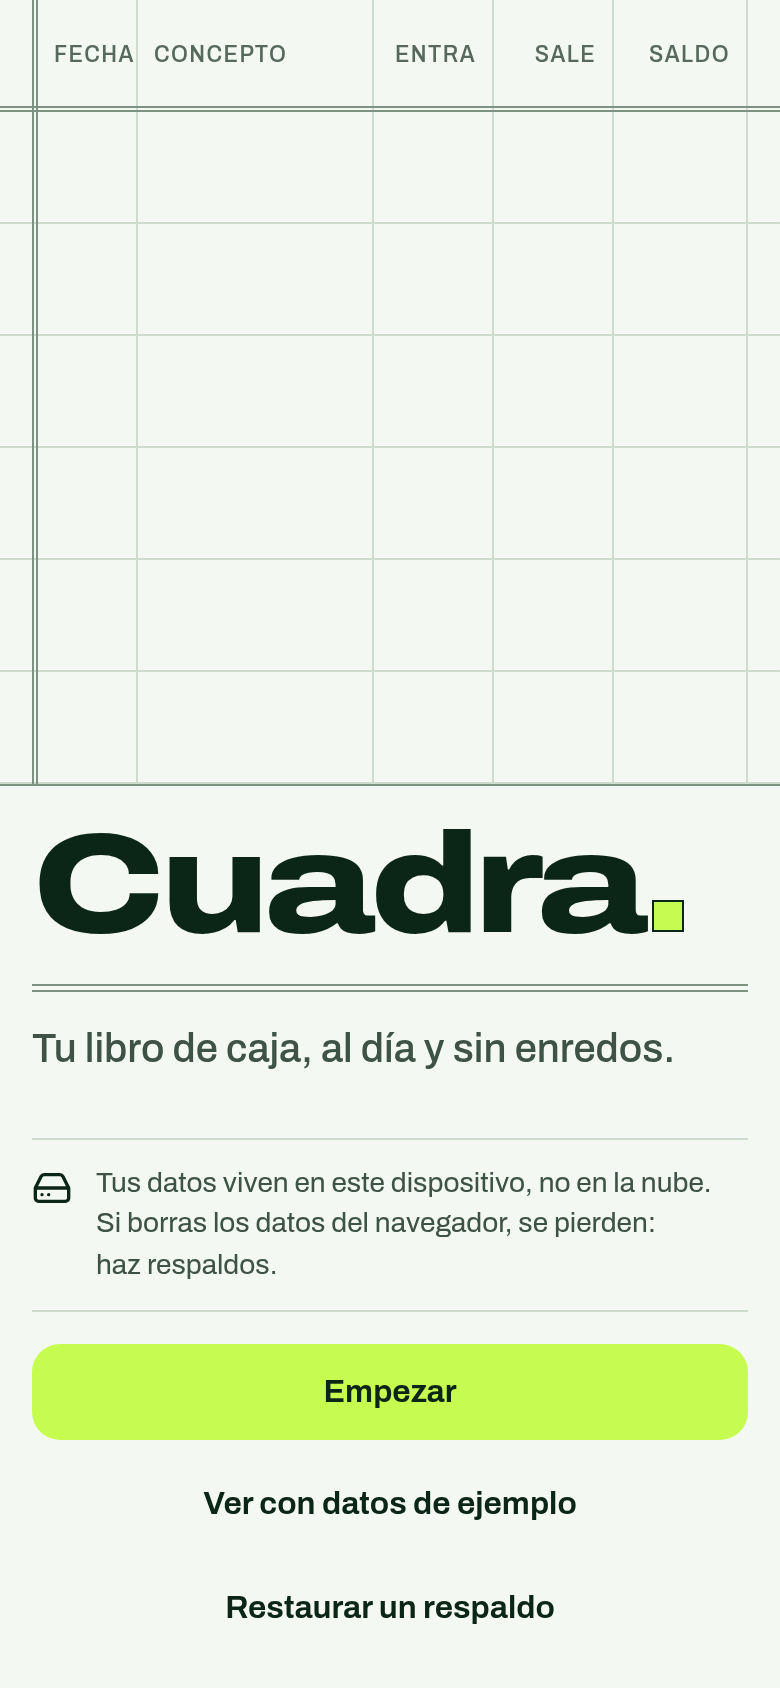 FECHA CONCEPTO ENTRA SALE SALDO
Cuadra.
Tu libro de caja, al día y sin enredos.
Tus datos viven en este dispositivo, no en la nube.
Si borras los datos del navegador, se pierden:
haz respaldos.
Empezar
Ver con datos de ejemplo
Restaurar un respaldo